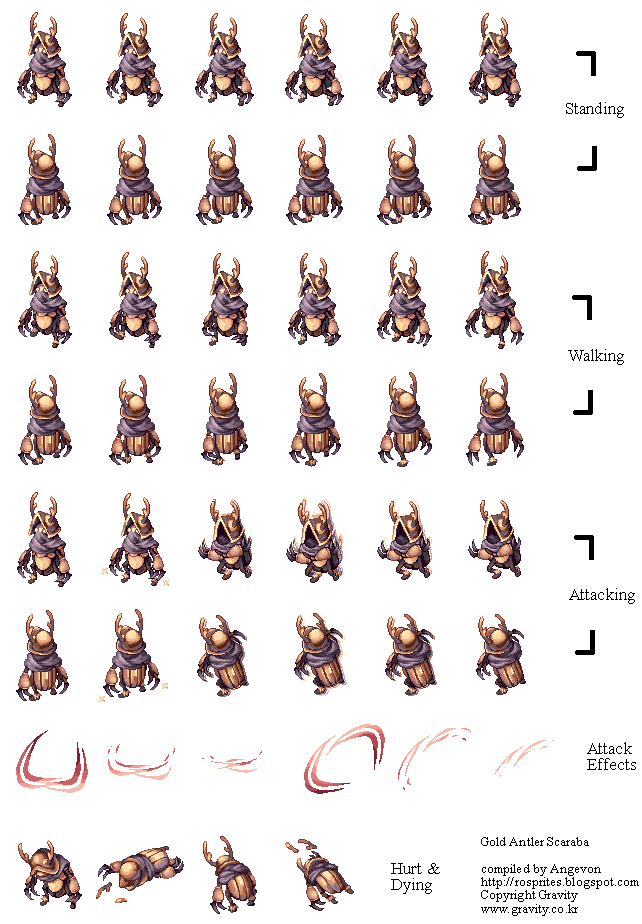 Standing
Walking
Attacking
Attack
Effects
Hurt &
Dying
Gold Antler Scaraba
compiled by Angevon
http://rosprites.blogspot.com
Copyright Gravity
www.gravity.co.kr